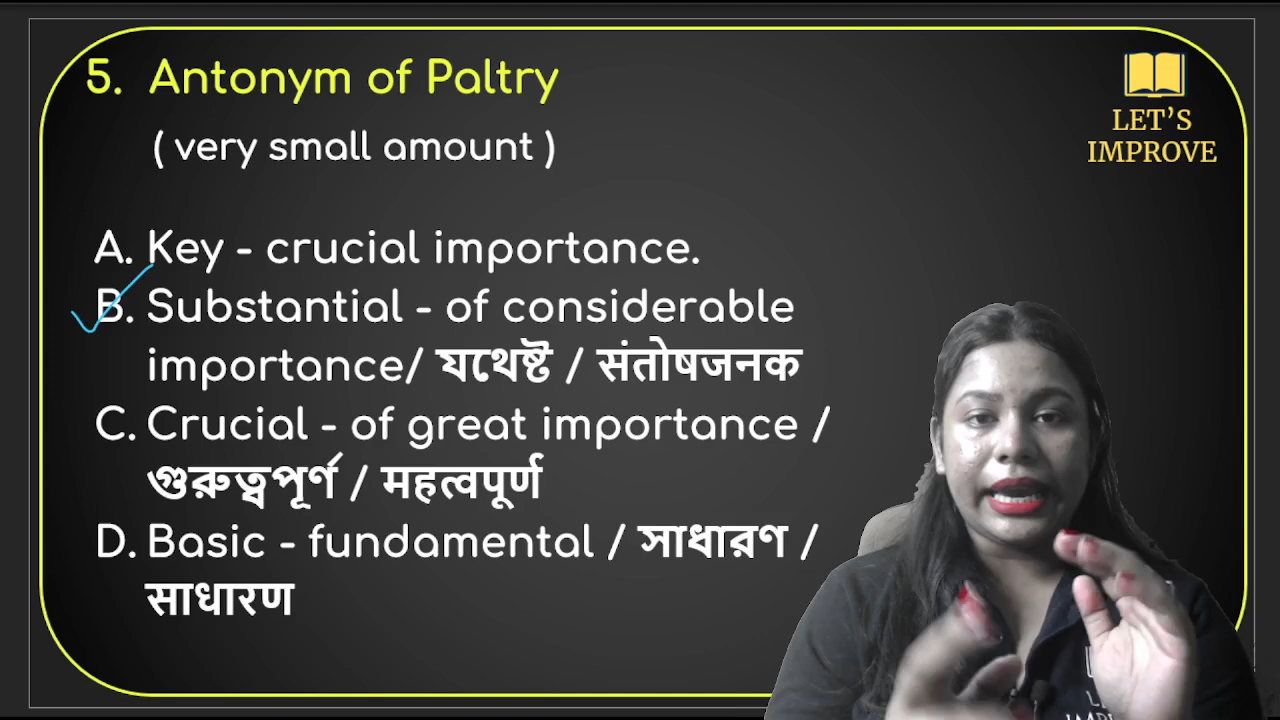 5. Antonym of Paltry
( very small amount )
LET'S
IMPROVE
A. Key - crucial importance.
B. Substantial - of considerable
importance/ যথেষ্ট / संतोषजनक
C. Crucial - of great importance /
গুরুত্বপূর্ণ / महत्वपूर्ण
D. Basic - fundamental / সাধারণ /
साधारण